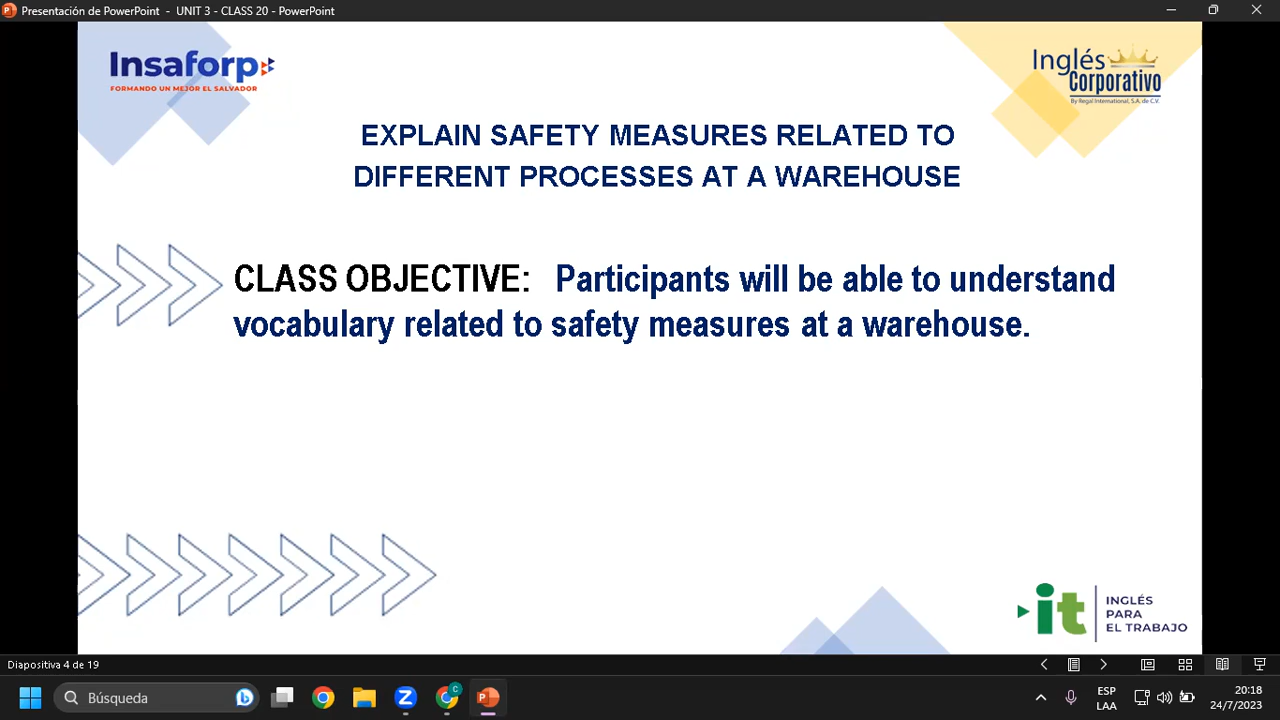 Presentación de PowerPoint - UNIT 3 - CLASS 20 - PowerPoint
Insaforp
FORMANDO UN MEJOR EL SALVADOR
Inglés
Corporativo
By Regal International, S.A. de C.V.
EXPLAIN SAFETY MEASURES RELATED TO
DIFFERENT PROCESSES AT A WAREHOUSE
CLASS OBJECTIVE: Participants will be able to understand
vocabulary related to safety measures at a warehouse.
it
INGLÉS
PARA
EL TRABAJO
Diapositiva 4 de 19
Búsqueda
C
ESP
LAA
20:18
24/7/2023